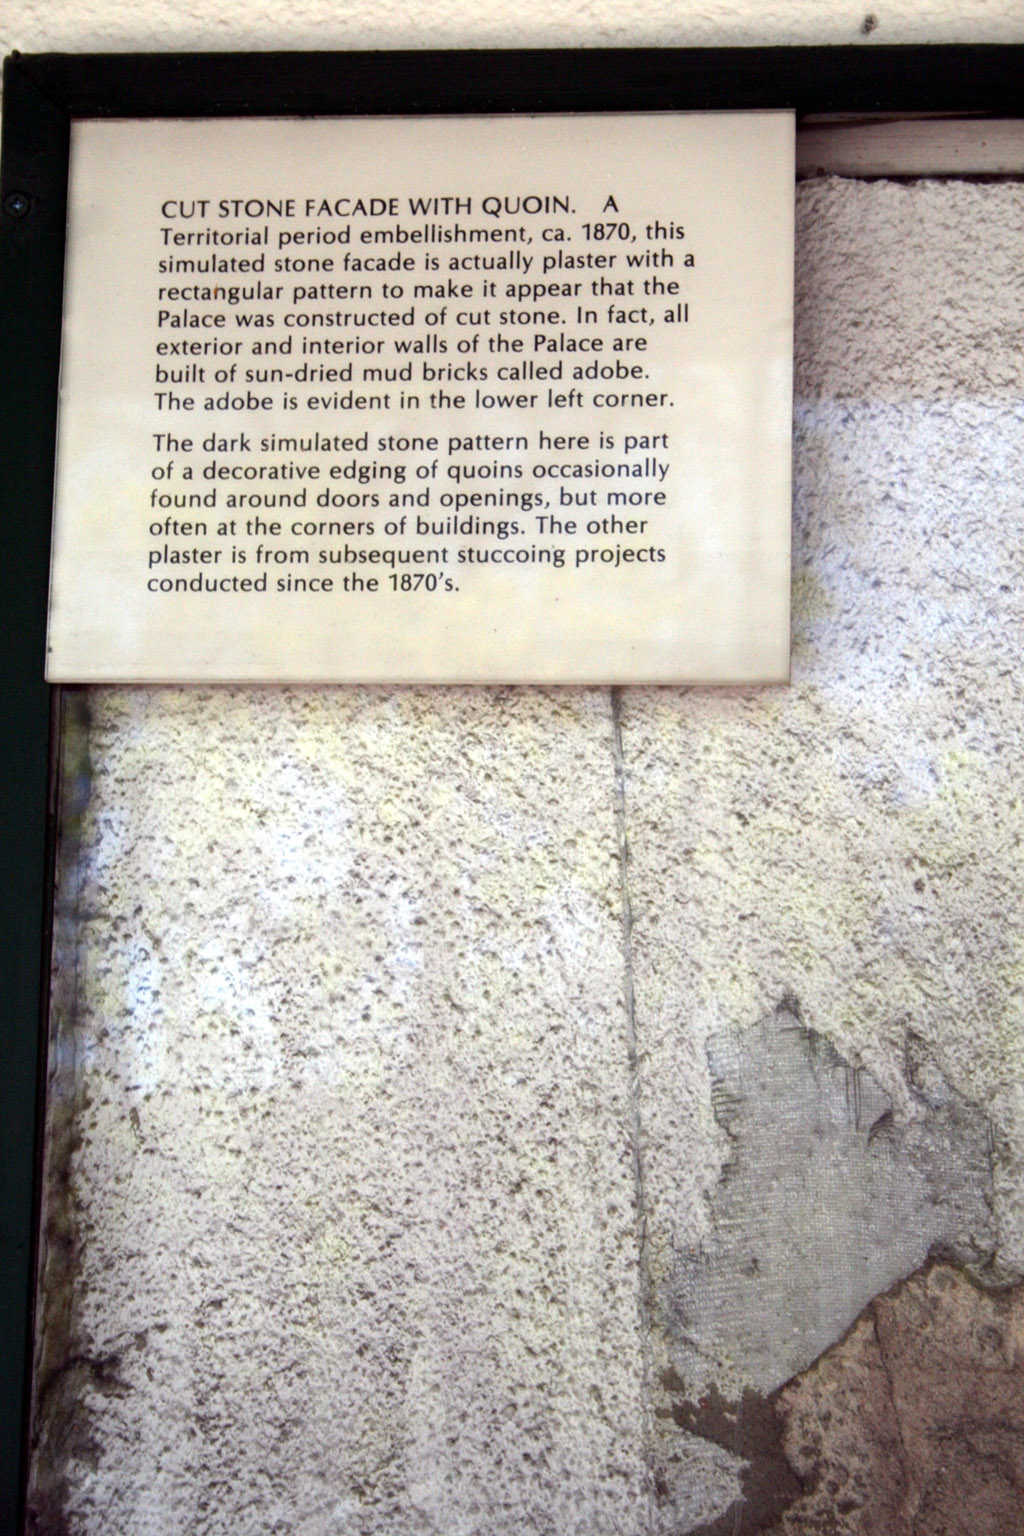 CUT STONE FACADE WITH QUOIN. A
Territorial period embellishment, ca. 1870, this
simulated stone facade is actually plaster with a
rectangular pattern to make it appear that the
Palace was constructed of cut stone. In fact, all
exterior and interior walls of the Palace are
built of sun-dried mud bricks called adobe.
The adobe is evident in the lower left corner.
The dark simulated stone pattern here is part
of a decorative edging of quoins occasionally
found around doors and openings, but more
often at the corners of buildings. The other
plaster is from subsequent stuccoing projects
conducted since the 1870's.